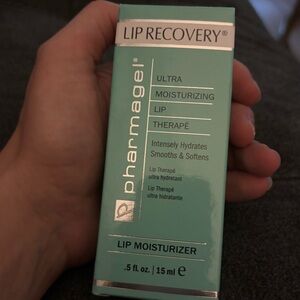 LIP RECOVERY®
pharmagel®
ULTRA
MOISTURIZING
LIP
THERAPÉ
Intensely Hydrates
Smooths & Softens
Lip Therapé
ultra hydratant
Lip Therapé
ultra hidratante
LIP MOISTURIZER
.5 fl. oz. | 15 ml ℮